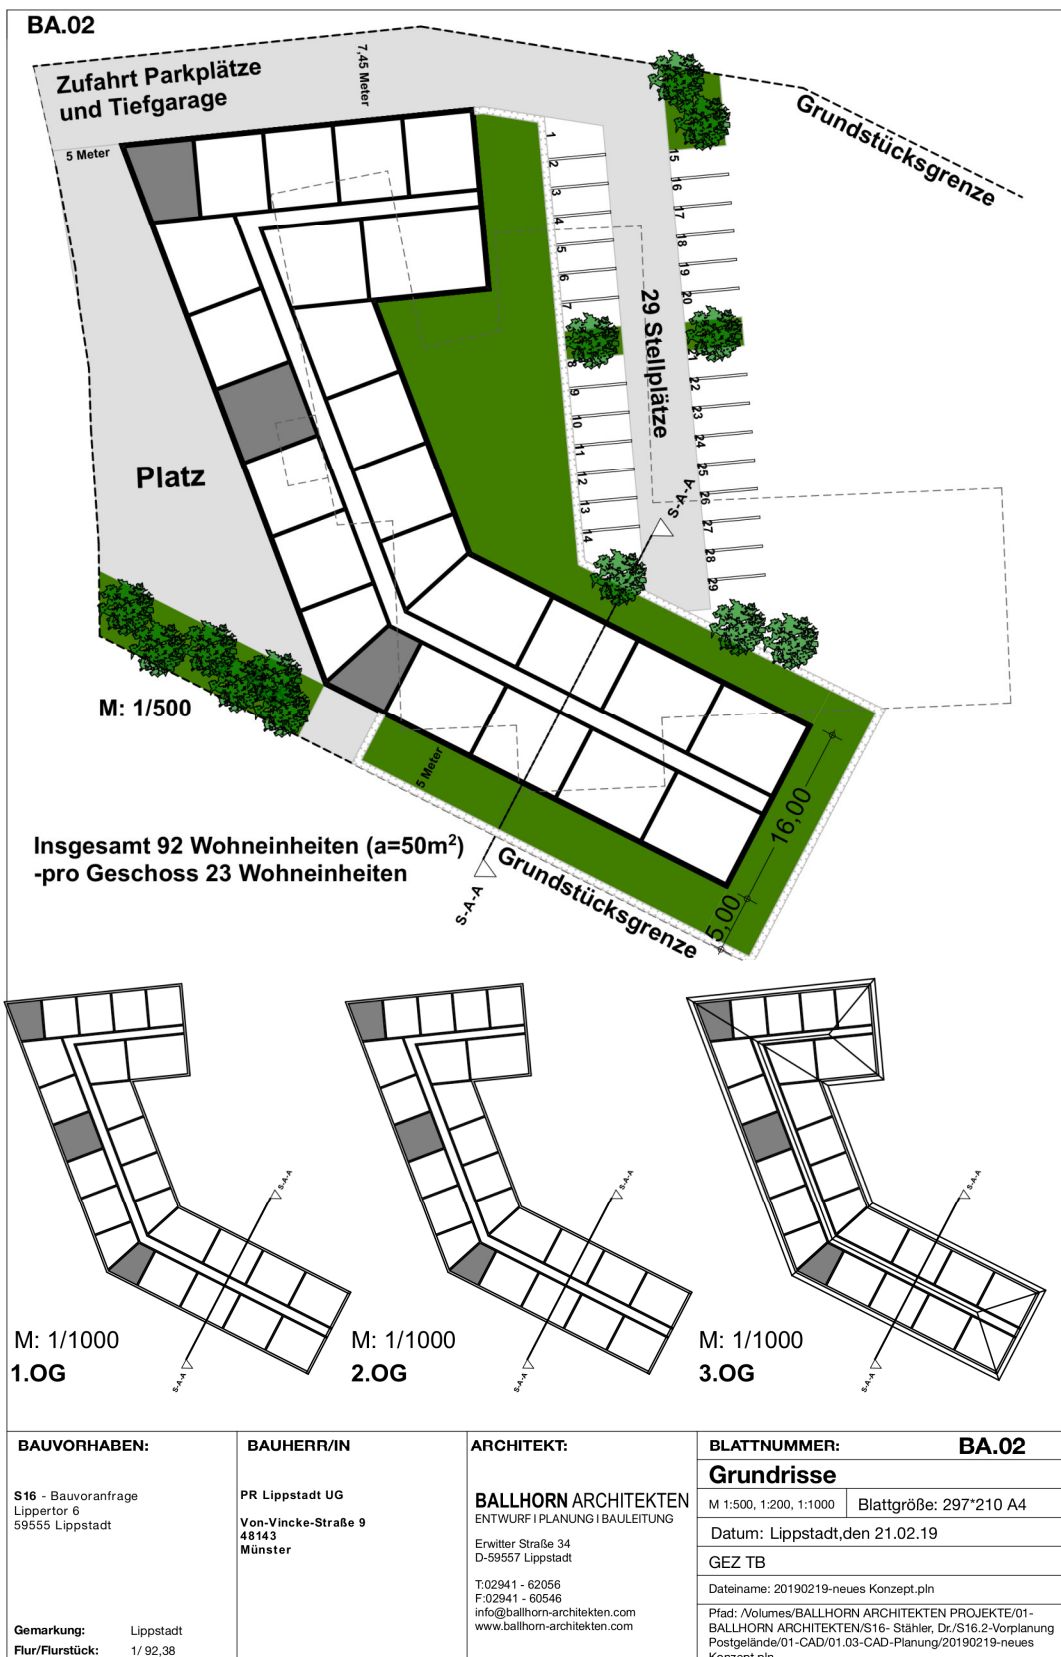 BA.02
Zufahrt Parkplätze
und Tiefgarage
7,45 Meter
5 Meter
Grundstücksgrenze
1
2
3
4
5
6
7
8
9
10
11
12
13
14
15
16
17
18
19
20
21
22
23
24
25
26
27
28
29
29 Stellplätze
Platz
S-A-A
M: 1/500
5 Meter
16,00
5,00
Insgesamt 92 Wohneinheiten (a=50m²)
-pro Geschoss 23 Wohneinheiten
S-A-A
Grundstücksgrenze
S-A-A
S-A-A
S-A-A
M: 1/1000
1.OG
S-A-A
M: 1/1000
2.OG
S-A-A
M: 1/1000
3.OG
S-A-A
BAUVORHABEN:
S16 - Bauvoranfrage
Lippertor 6
59555 Lippstadt
Gemarkung: Lippstadt
Flur/Flurstück: 1/ 92,38
BAUHERR/IN
PR Lippstadt UG
Von-Vincke-Straße 9
48143
Münster
ARCHITEKT:
BALLHORN ARCHITEKTEN
ENTWURF I PLANUNG I BAULEITUNG
Erwitter Straße 34
D-59557 Lippstadt
T:02941 - 62056
F:02941 - 60546
info@ballhorn-architekten.com
www.ballhorn-architekten.com
BLATTNUMMER: BA.02
Grundrisse
M 1:500, 1:200, 1:1000 Blattgröße: 297*210 A4
Datum: Lippstadt,den 21.02.19
GEZ TB
Dateiname: 20190219-neues Konzept.pln
Pfad: /Volumes/BALLHORN ARCHITEKTEN PROJEKTE/01-
BALLHORN ARCHITEKTEN/S16- Stähler, Dr./S16.2-Vorplanung
Postgelände/01-CAD/01.03-CAD-Planung/20190219-neues
Konzept.pln